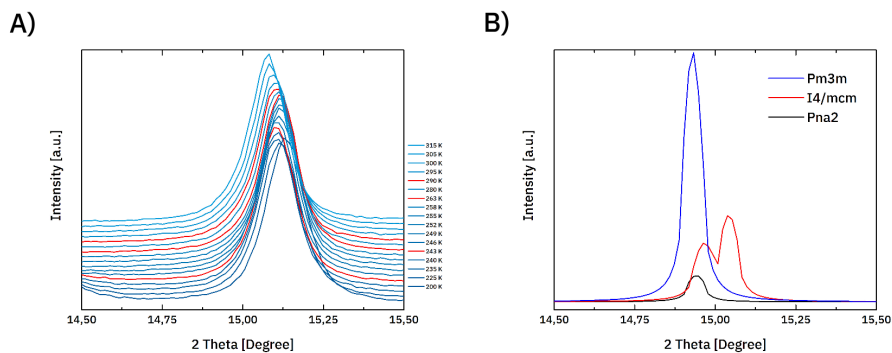 A)
B)
Intensity [a.u.]
315 K
305 K
300 K
295 K
290 K
280 K
263 K
258 K
255 K
252 K
249 K
246 K
243 K
240 K
235 K
225 K
200 K
14,50 14,75 15,00 15,25 15,50
2 Theta [Degree]
Intensity [a.u.]
Pm3m
I4/mcm
Pna2
14,50 14,75 15,00 15,25 15,50
2 Theta [Degree]